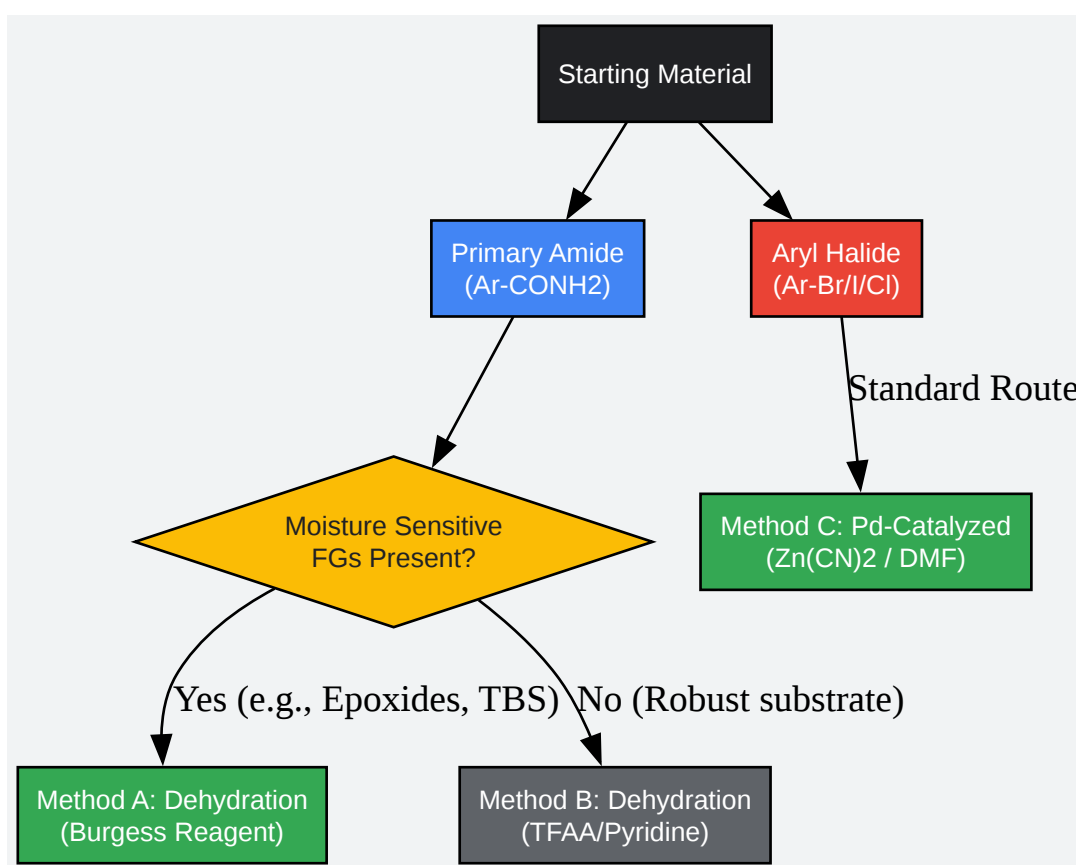 Starting Material
Primary Amide
(Ar-CONH2)
Aryl Halide
(Ar-Br/I/Cl)
Standard Route
Moisture Sensitive
FGs Present?
Method C: Pd-Catalyzed
(Zn(CN)2 / DMF)
Yes (e.g., Epoxides, TBS)
No (Robust substrate)
Method A: Dehydration
(Burgess Reagent)
Method B: Dehydration
(TFAA/Pyridine)